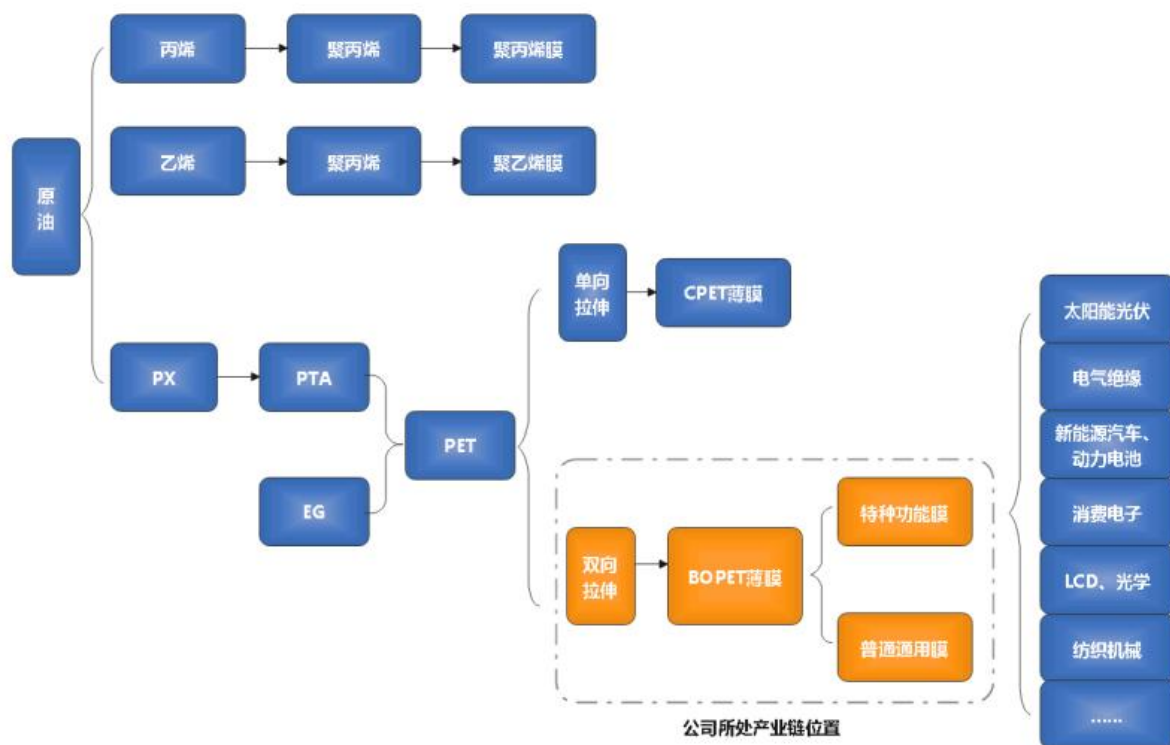 丙烯
聚丙烯
聚丙烯膜
乙烯
聚丙烯
聚乙烯膜
原
油
PX
PTA
EG
PET
单向
拉伸
CPET薄膜
双向
拉伸
BOPET薄膜
特种功能膜
普通通用膜
公司所处产业链位置
太阳能光伏
电气绝缘
新能源汽车、
动力电池
消费电子
LCD、光学
纺织机械
……